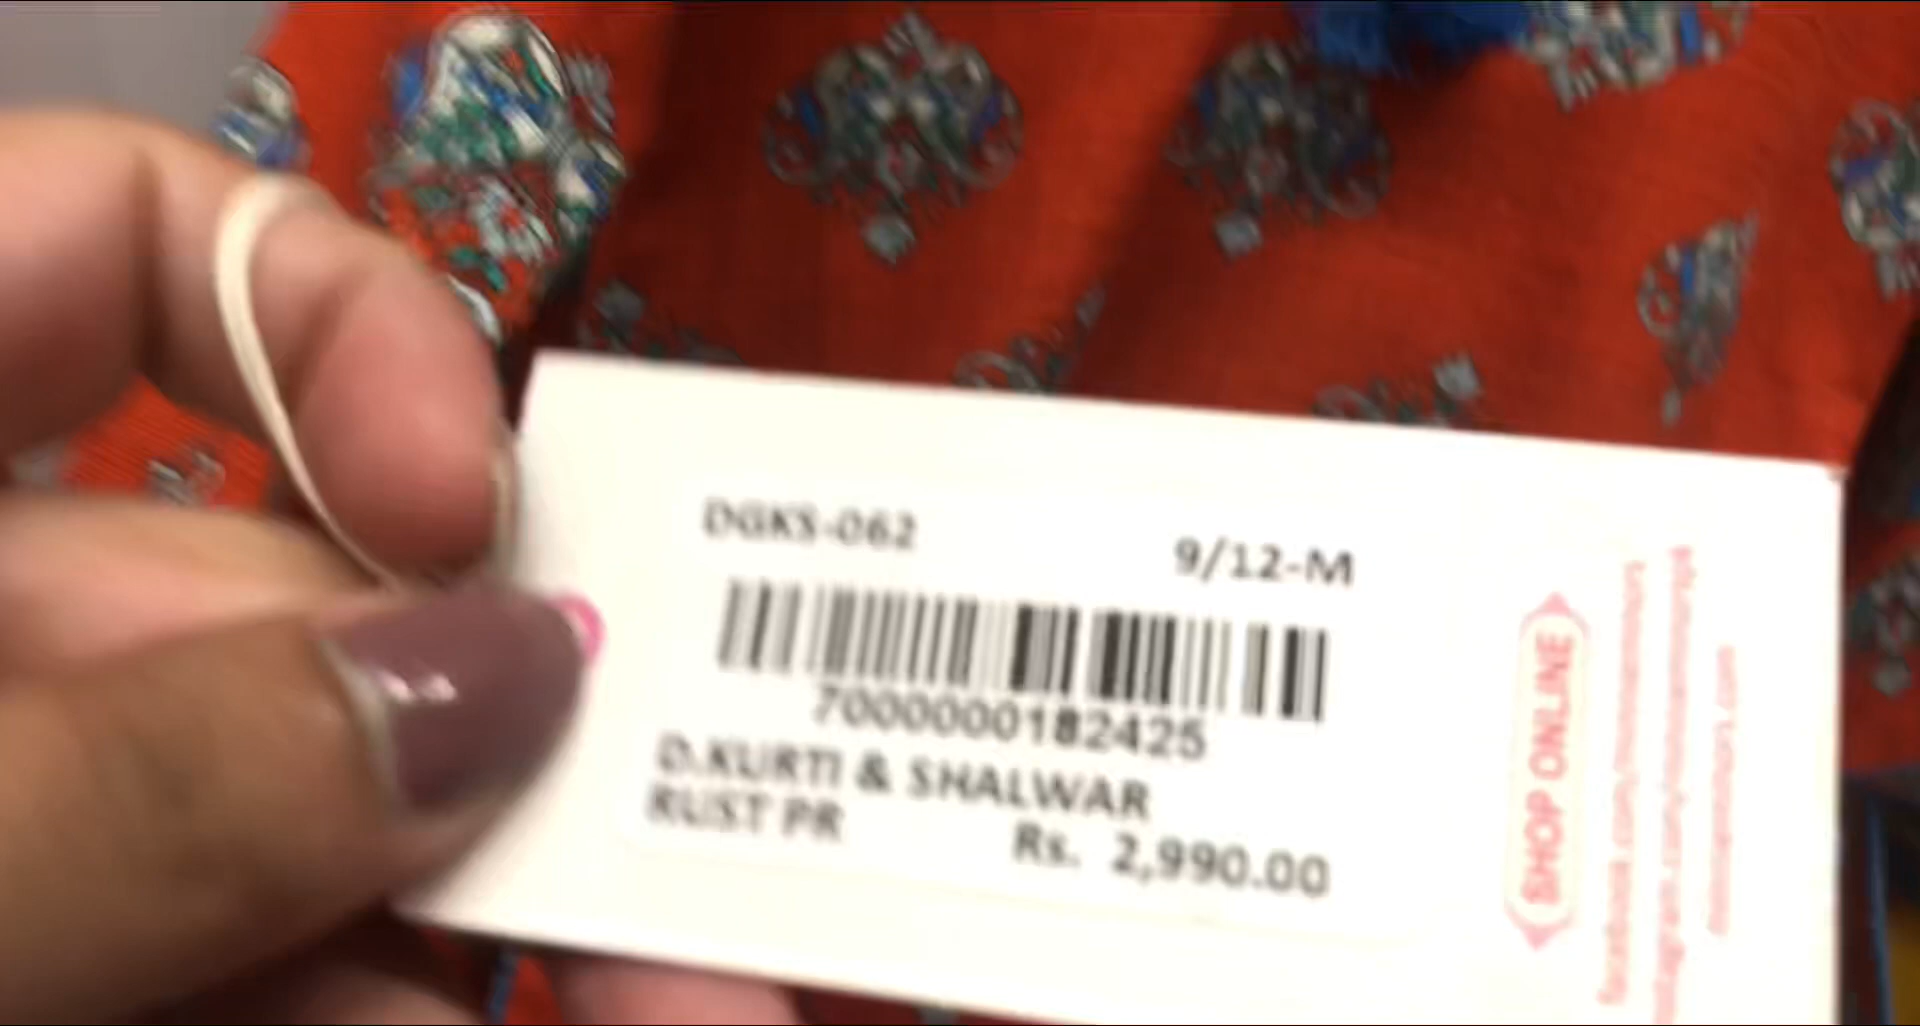 DGKS-062 9/12-M
7000000182425
D.KURTI & SHALWAR
RUST PR Rs. 2,990.00
SHOP ONLINE